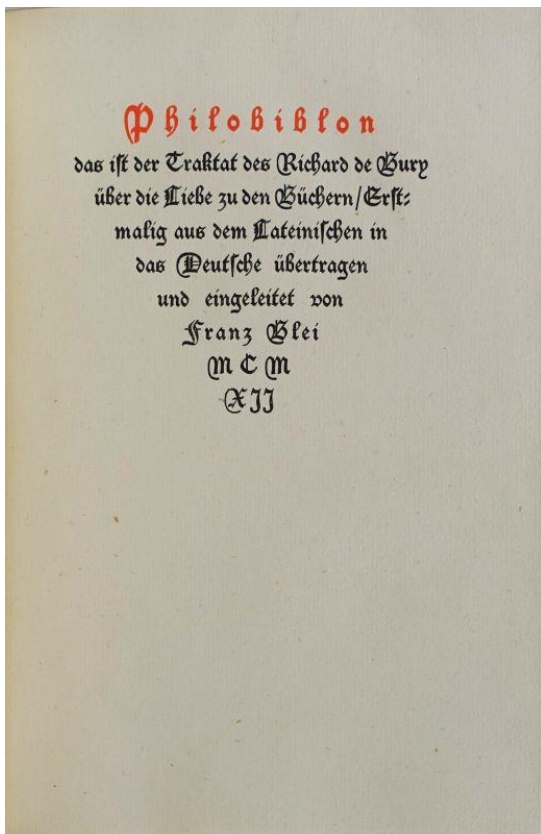 Philobiblon
das ist der Traktat des Richard de Bury
über die Liebe zu den Büchern/Erst-
malig aus dem Lateinischen in
das Deutsche übertragen
und eingeleitet von
Franz Blei
M C M
XII